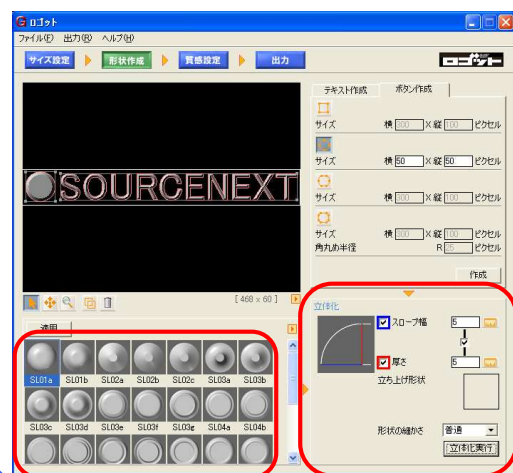 ロゴット
ファイル(F) 出力(R) ヘルプ(H)
サイズ設定 形状作成 質感設定 出力 ロゴット
テキスト作成 ボタン作成
サイズ 横 300 X 縦 100 ピクセル
サイズ 横 50 X 縦 50 ピクセル
サイズ 横 300 X 縦 100 ピクセル
サイズ 横 300 X 縦 100 ピクセル
角丸め半径 R 25 ピクセル
作成
SOURCENEXT
[ 468 x 60 ]
適用
SL01a SL01b SL02a SL02b SL02c SL03a SL03b
SL03c SL03d SL03e SL03f SL03g SL04a SL04b
立体化
スロープ幅 5
厚さ 5
立ち上げ形状
形状の細かさ 普通
立体化実行